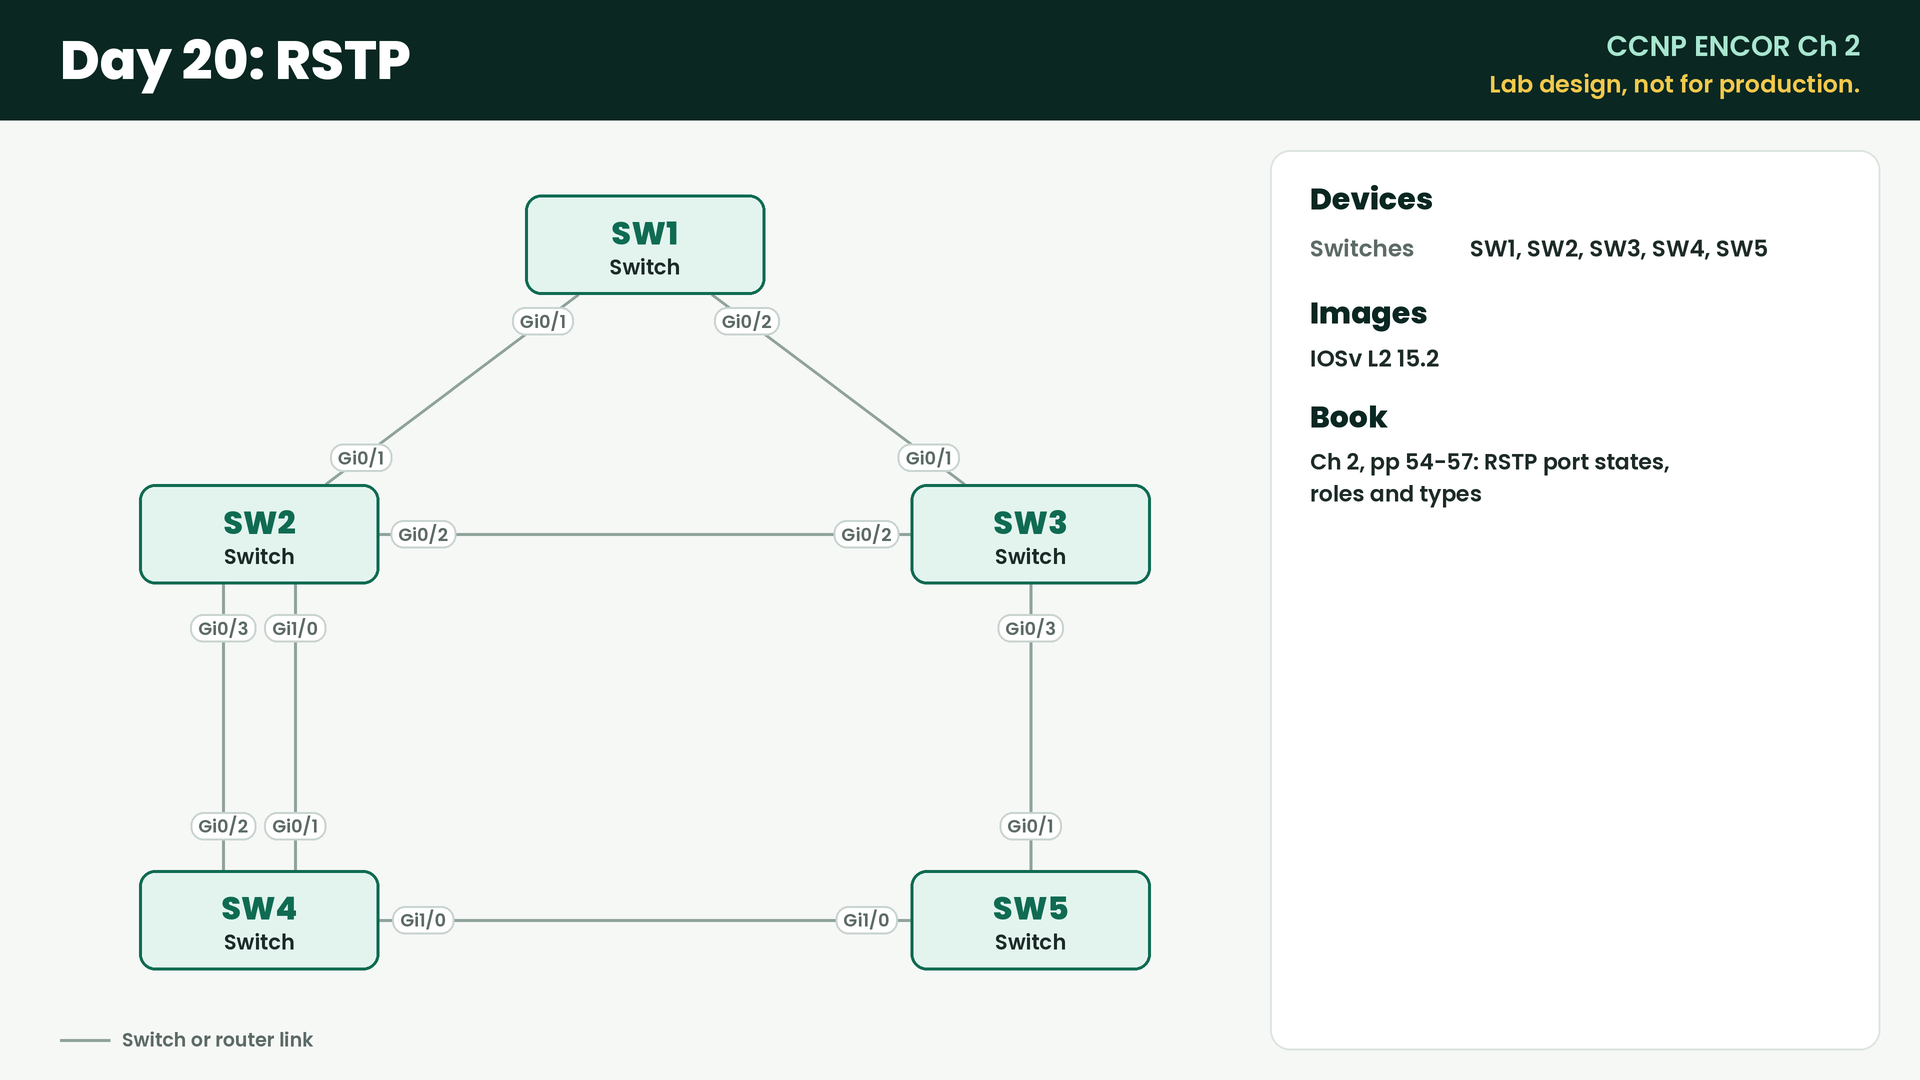 Day 20: RSTP
CCNP ENCOR Ch 2
Lab design, not for production.
SW1
Switch
Gi0/1
Gi0/2
Gi0/1
Gi0/1
SW2
Switch
Gi0/2
Gi0/2
SW3
Switch
Gi0/3
Gi1/0
Gi0/3
Gi0/2
Gi0/1
Gi0/1
SW4
Switch
Gi1/0
Gi1/0
SW5
Switch
Switch or router link
Devices
Switches SW1, SW2, SW3, SW4, SW5
Images
IOSv L2 15.2
Book
Ch 2, pp 54-57: RSTP port states,
roles and types